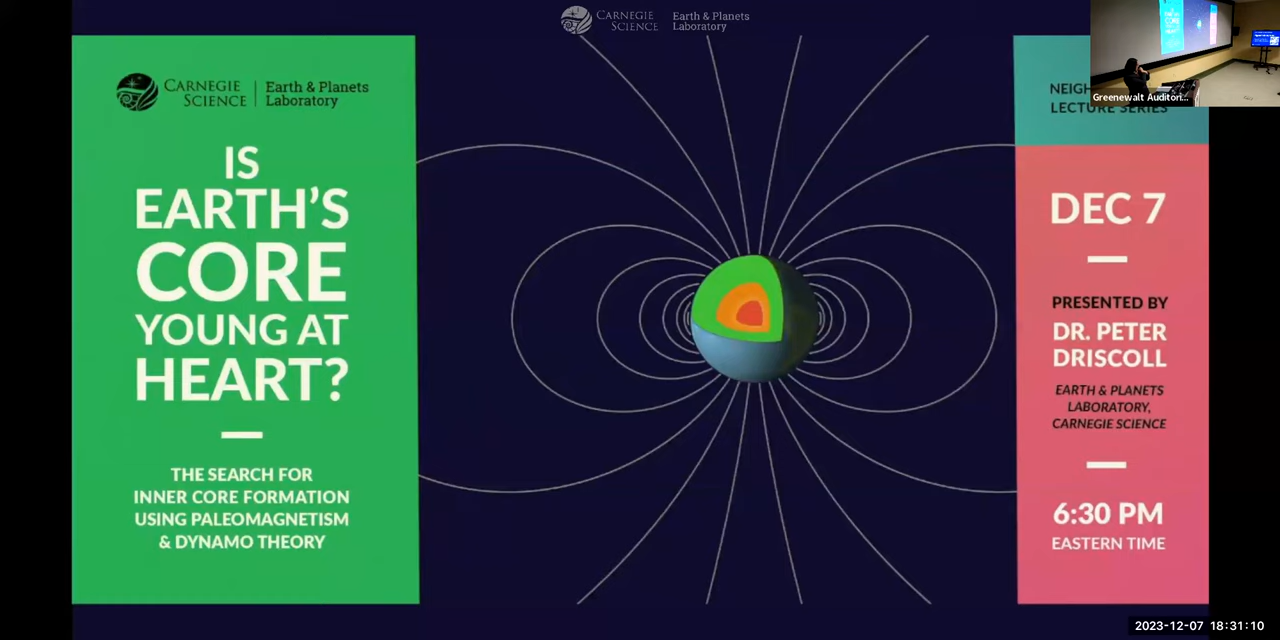 CARNEGIE SCIENCE
Earth & Planets
Laboratory
CARNEGIE
SCIENCE
Earth & Planets
Laboratory
IS
EARTH'S
CORE
YOUNG AT
HEART?
THE SEARCH FOR
INNER CORE FORMATION
USING PALEOMAGNETISM
& DYNAMO THEORY
LECTURE SERIES
DEC 7
PRESENTED BY
DR. PETER
DRISCOLL
EARTH & PLANETS
LABORATORY,
CARNEGIE SCIENCE
6:30 PM
EASTERN TIME
Greenewalt Auditori...
2023-12-07 18:31:10